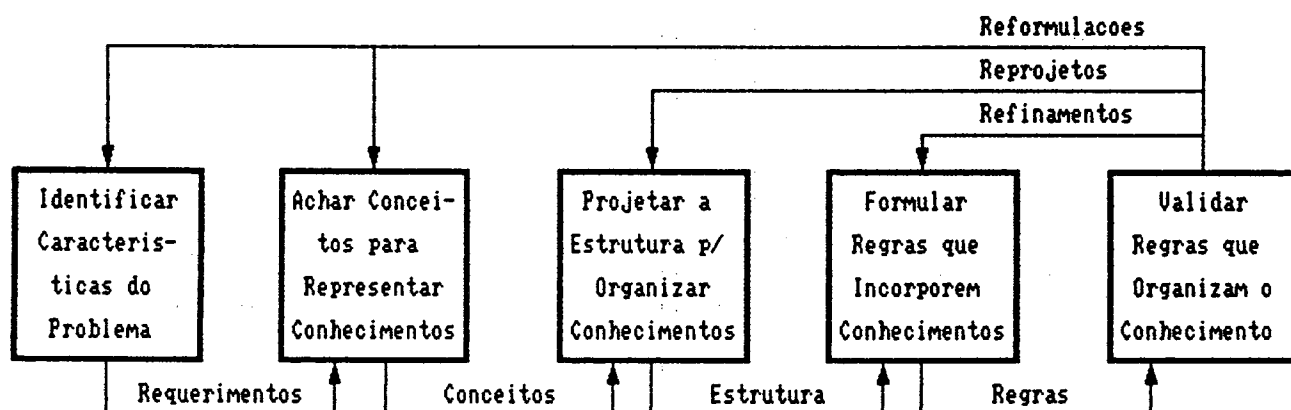 Reformulacoes
Reprojetos
Refinamentos
Identificar
Caracteris-
ticas do
Problema
Achar Concei-
tos para
Representar
Conhecimentos
Projetar a
Estrutura p/
Organizar
Conhecimentos
Formular
Regras que
Incorporem
Conhecimentos
Validar
Regras que
Organizam o
Conhecimento
Requerimentos
Conceitos
Estrutura
Regras